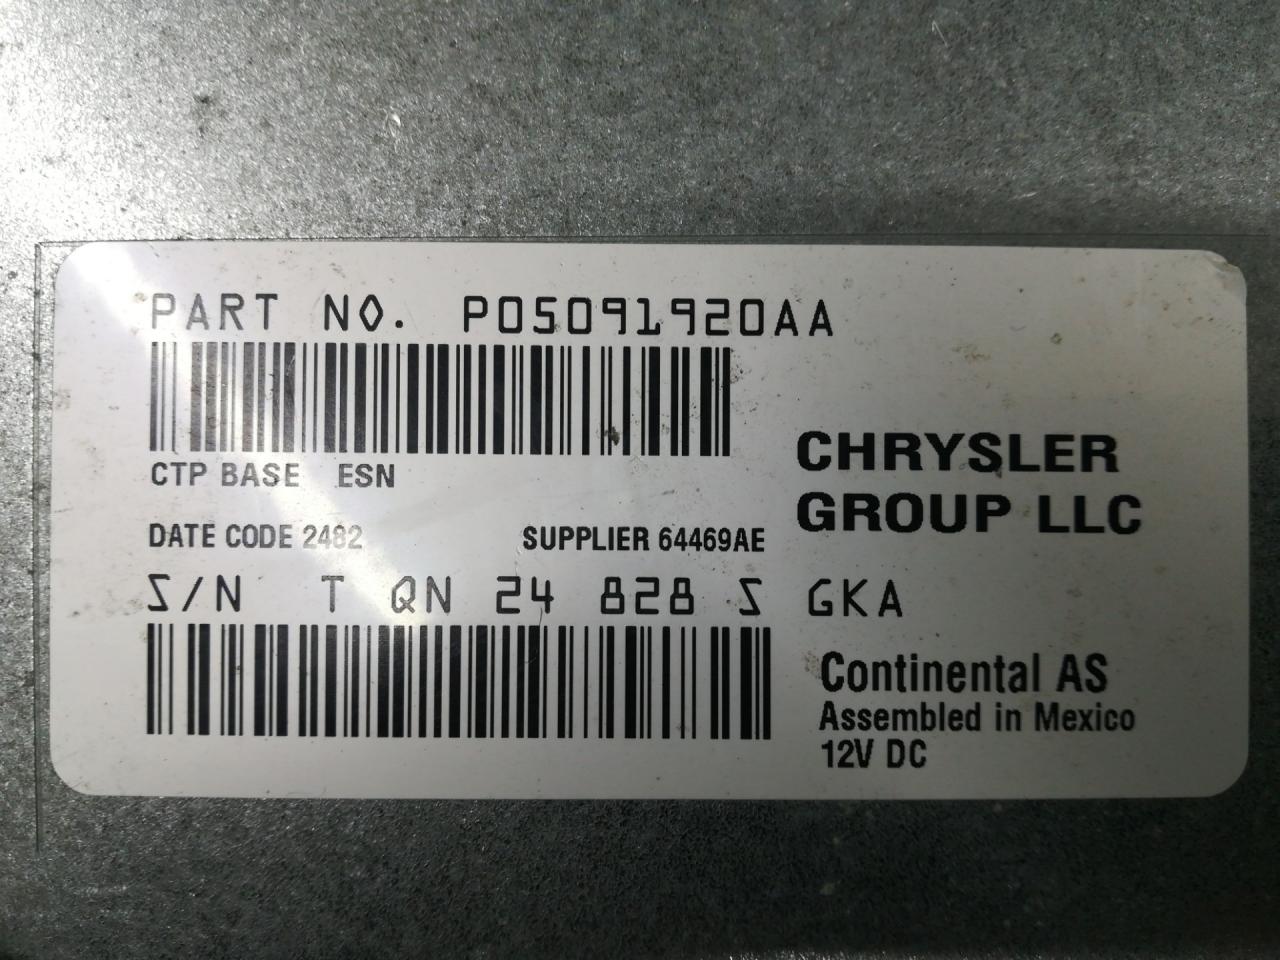 PART NO. P05091920AA
CTP BASE ESN
CHRYSLER
GROUP LLC
DATE CODE 2482
SUPPLIER 64469AE
S/N T QN 24 828 S GKA
Continental AS
Assembled in Mexico
12V DC